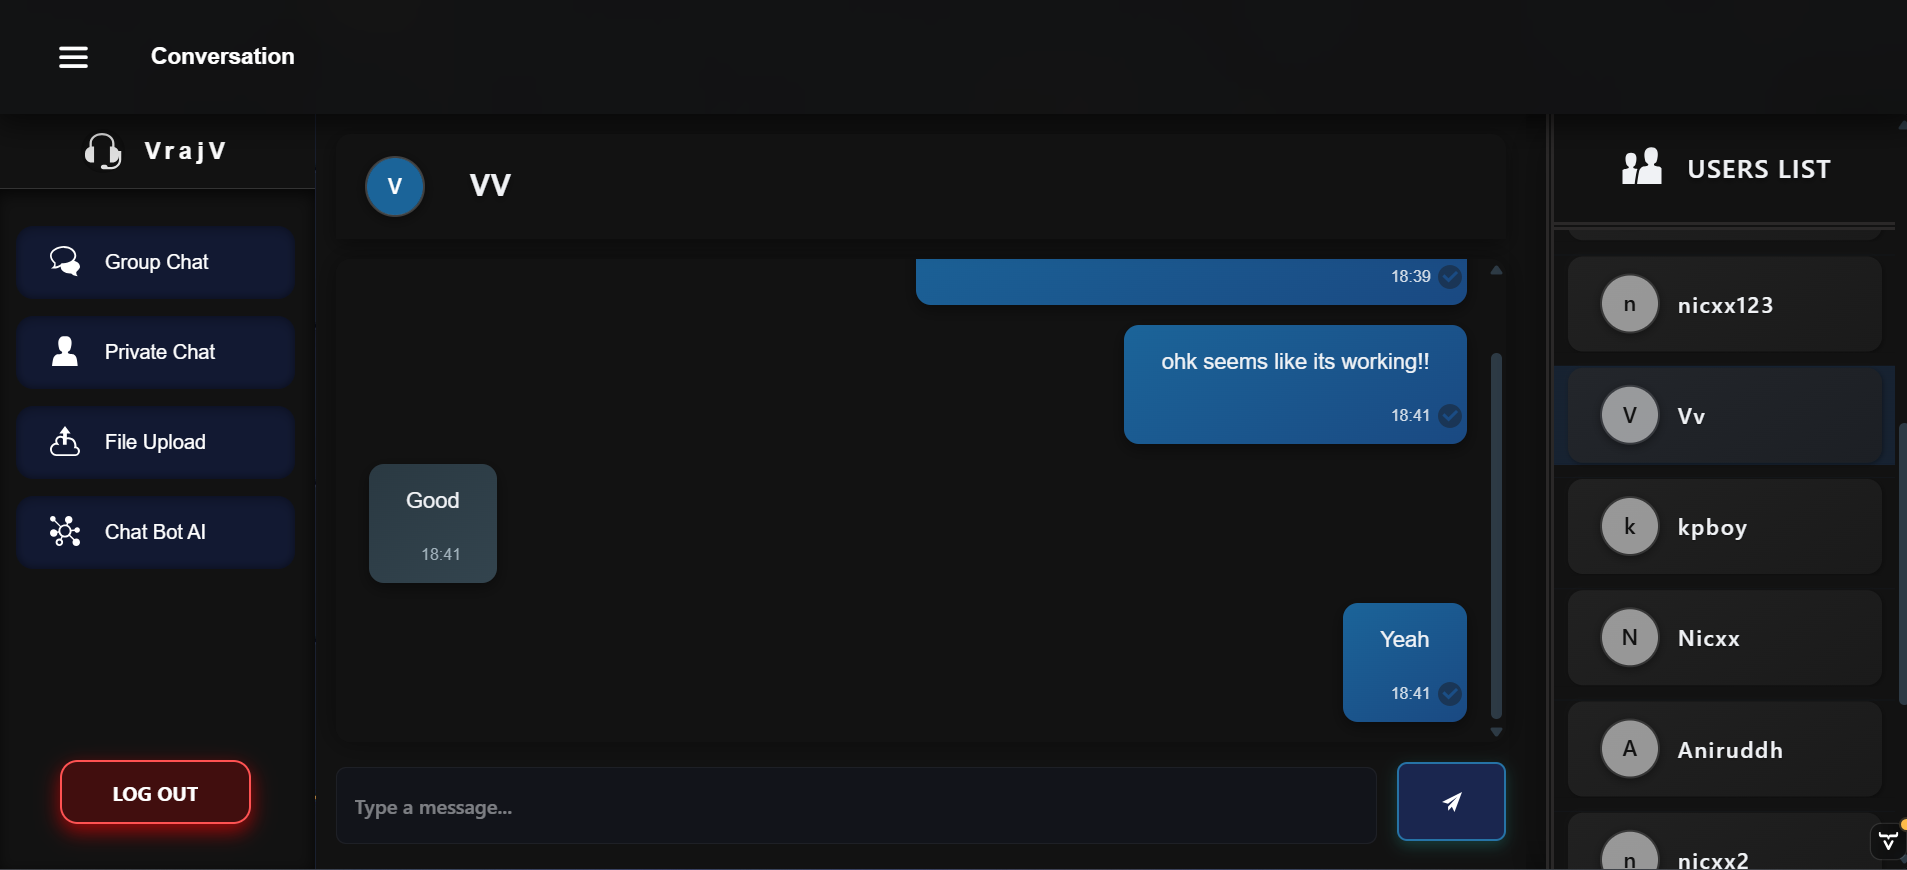 Conversation
VrajV
Group Chat
Private Chat
File Upload
Chat Bot AI
LOG OUT
V
VV
18:39
ohk seems like its working!!
18:41
Good
18:41
Yeah
18:41
Type a message...
USERS LIST
n
nicxx123
V
Vv
k
kpboy
N
Nicxx
A
Aniruddh
n
nicxx2